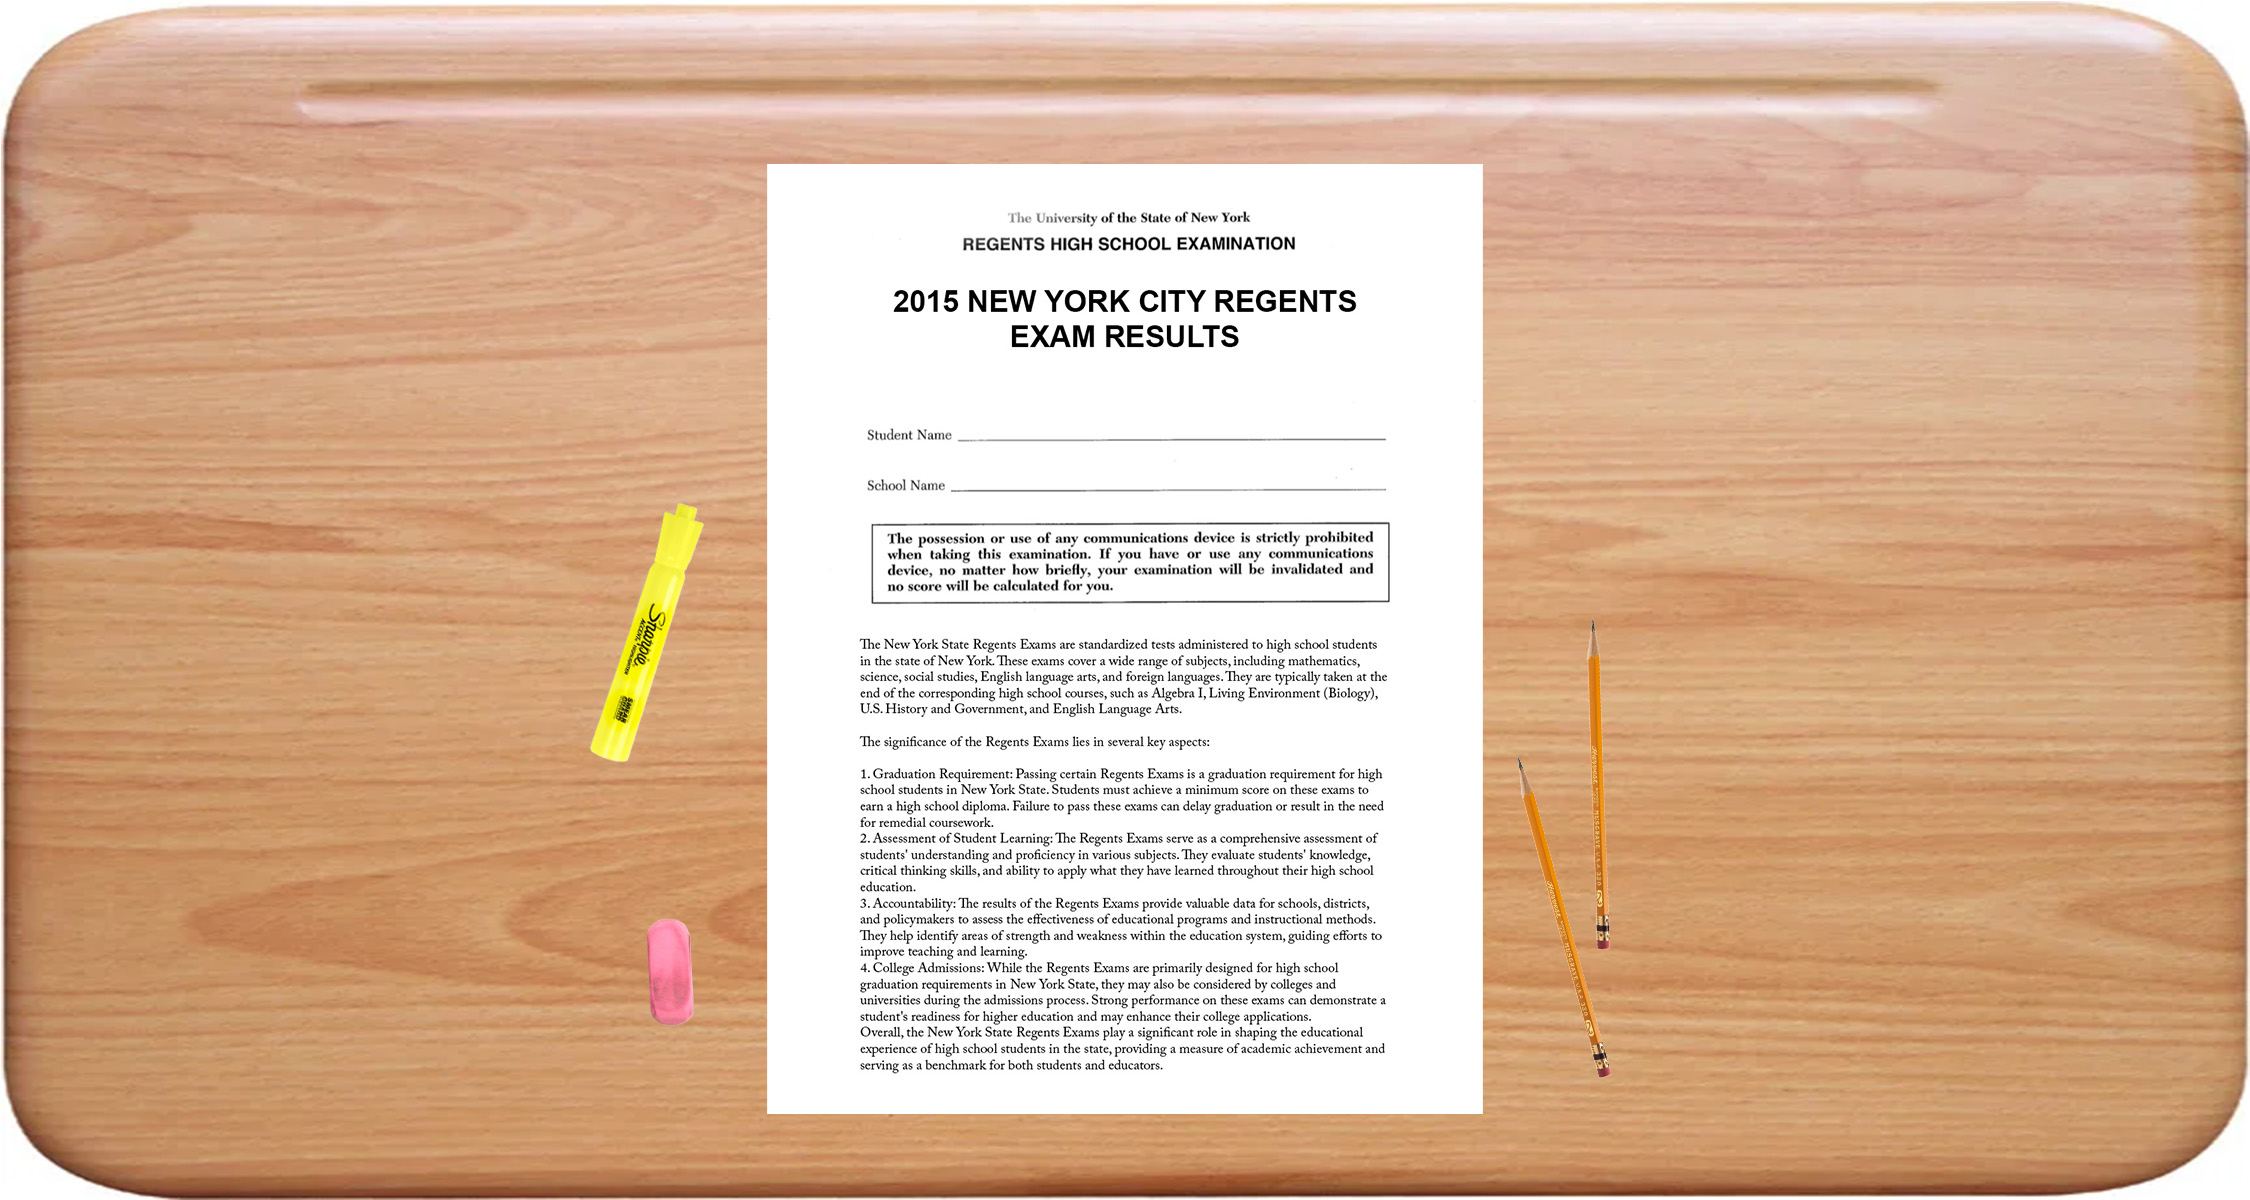 The University of the State of New York
REGENTS HIGH SCHOOL EXAMINATION
2015 NEW YORK CITY REGENTS
EXAM RESULTS
Student Name
School Name
The possession or use of any communications device is strictly prohibited
when taking this examination. If you have or use any communications
device, no matter how briefly, your examination will be invalidated and
no score will be calculated for you.
The New York State Regents Exams are standardized tests administered to high school students
in the state of New York. These exams cover a wide range of subjects, including mathematics,
science, social studies, English language arts, and foreign languages. They are typically taken at the
end of the corresponding high school courses, such as Algebra I, Living Environment (Biology),
U.S. History and Government, and English Language Arts.
The significance of the Regents Exams lies in several key aspects:
1. Graduation Requirement: Passing certain Regents Exams is a graduation requirement for high
school students in New York State. Students must achieve a minimum score on these exams to
earn a high school diploma. Failure to pass these exams can delay graduation or result in the need
for remedial coursework.
2. Assessment of Student Learning: The Regents Exams serve as a comprehensive assessment of
students' understanding and proficiency in various subjects. They evaluate students' knowledge,
critical thinking skills, and ability to apply what they have learned throughout their high school
education.
3. Accountability: The results of the Regents Exams provide valuable data for schools, districts,
and policymakers to assess the effectiveness of educational programs and instructional methods.
They help identify areas of strength and weakness within the education system, guiding efforts to
improve teaching and learning.
4. College Admissions: While the Regents Exams are primarily designed for high school
graduation requirements in New York State, they may also be considered by colleges and
universities during the admissions process. Strong performance on these exams can demonstrate a
student's readiness for higher education and may enhance their college applications.
Overall, the New York State Regents Exams play a significant role in shaping the educational
experience of high school students in the state, providing a measure of academic achievement and
serving as a benchmark for both students and educators.
Sharpie
ACCENT
HIGHLIGHTER
SMEAR
GUARD